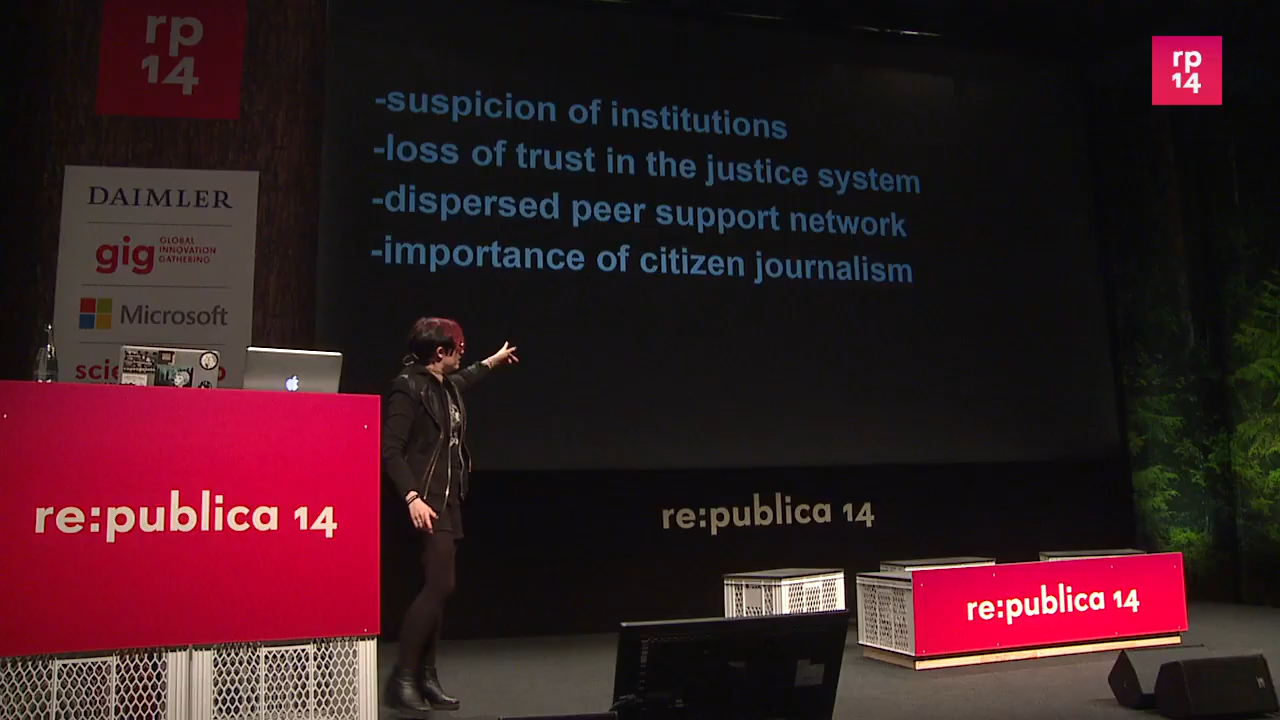 rp
14
rp
14
-suspicion of institutions
-loss of trust in the justice system
-dispersed peer support network
-importance of citizen journalism
DAIMLER
gig GLOBAL
INNOVATION
GATHERING
Microsoft
re:publica 14
re:publica 14
re:publica 14